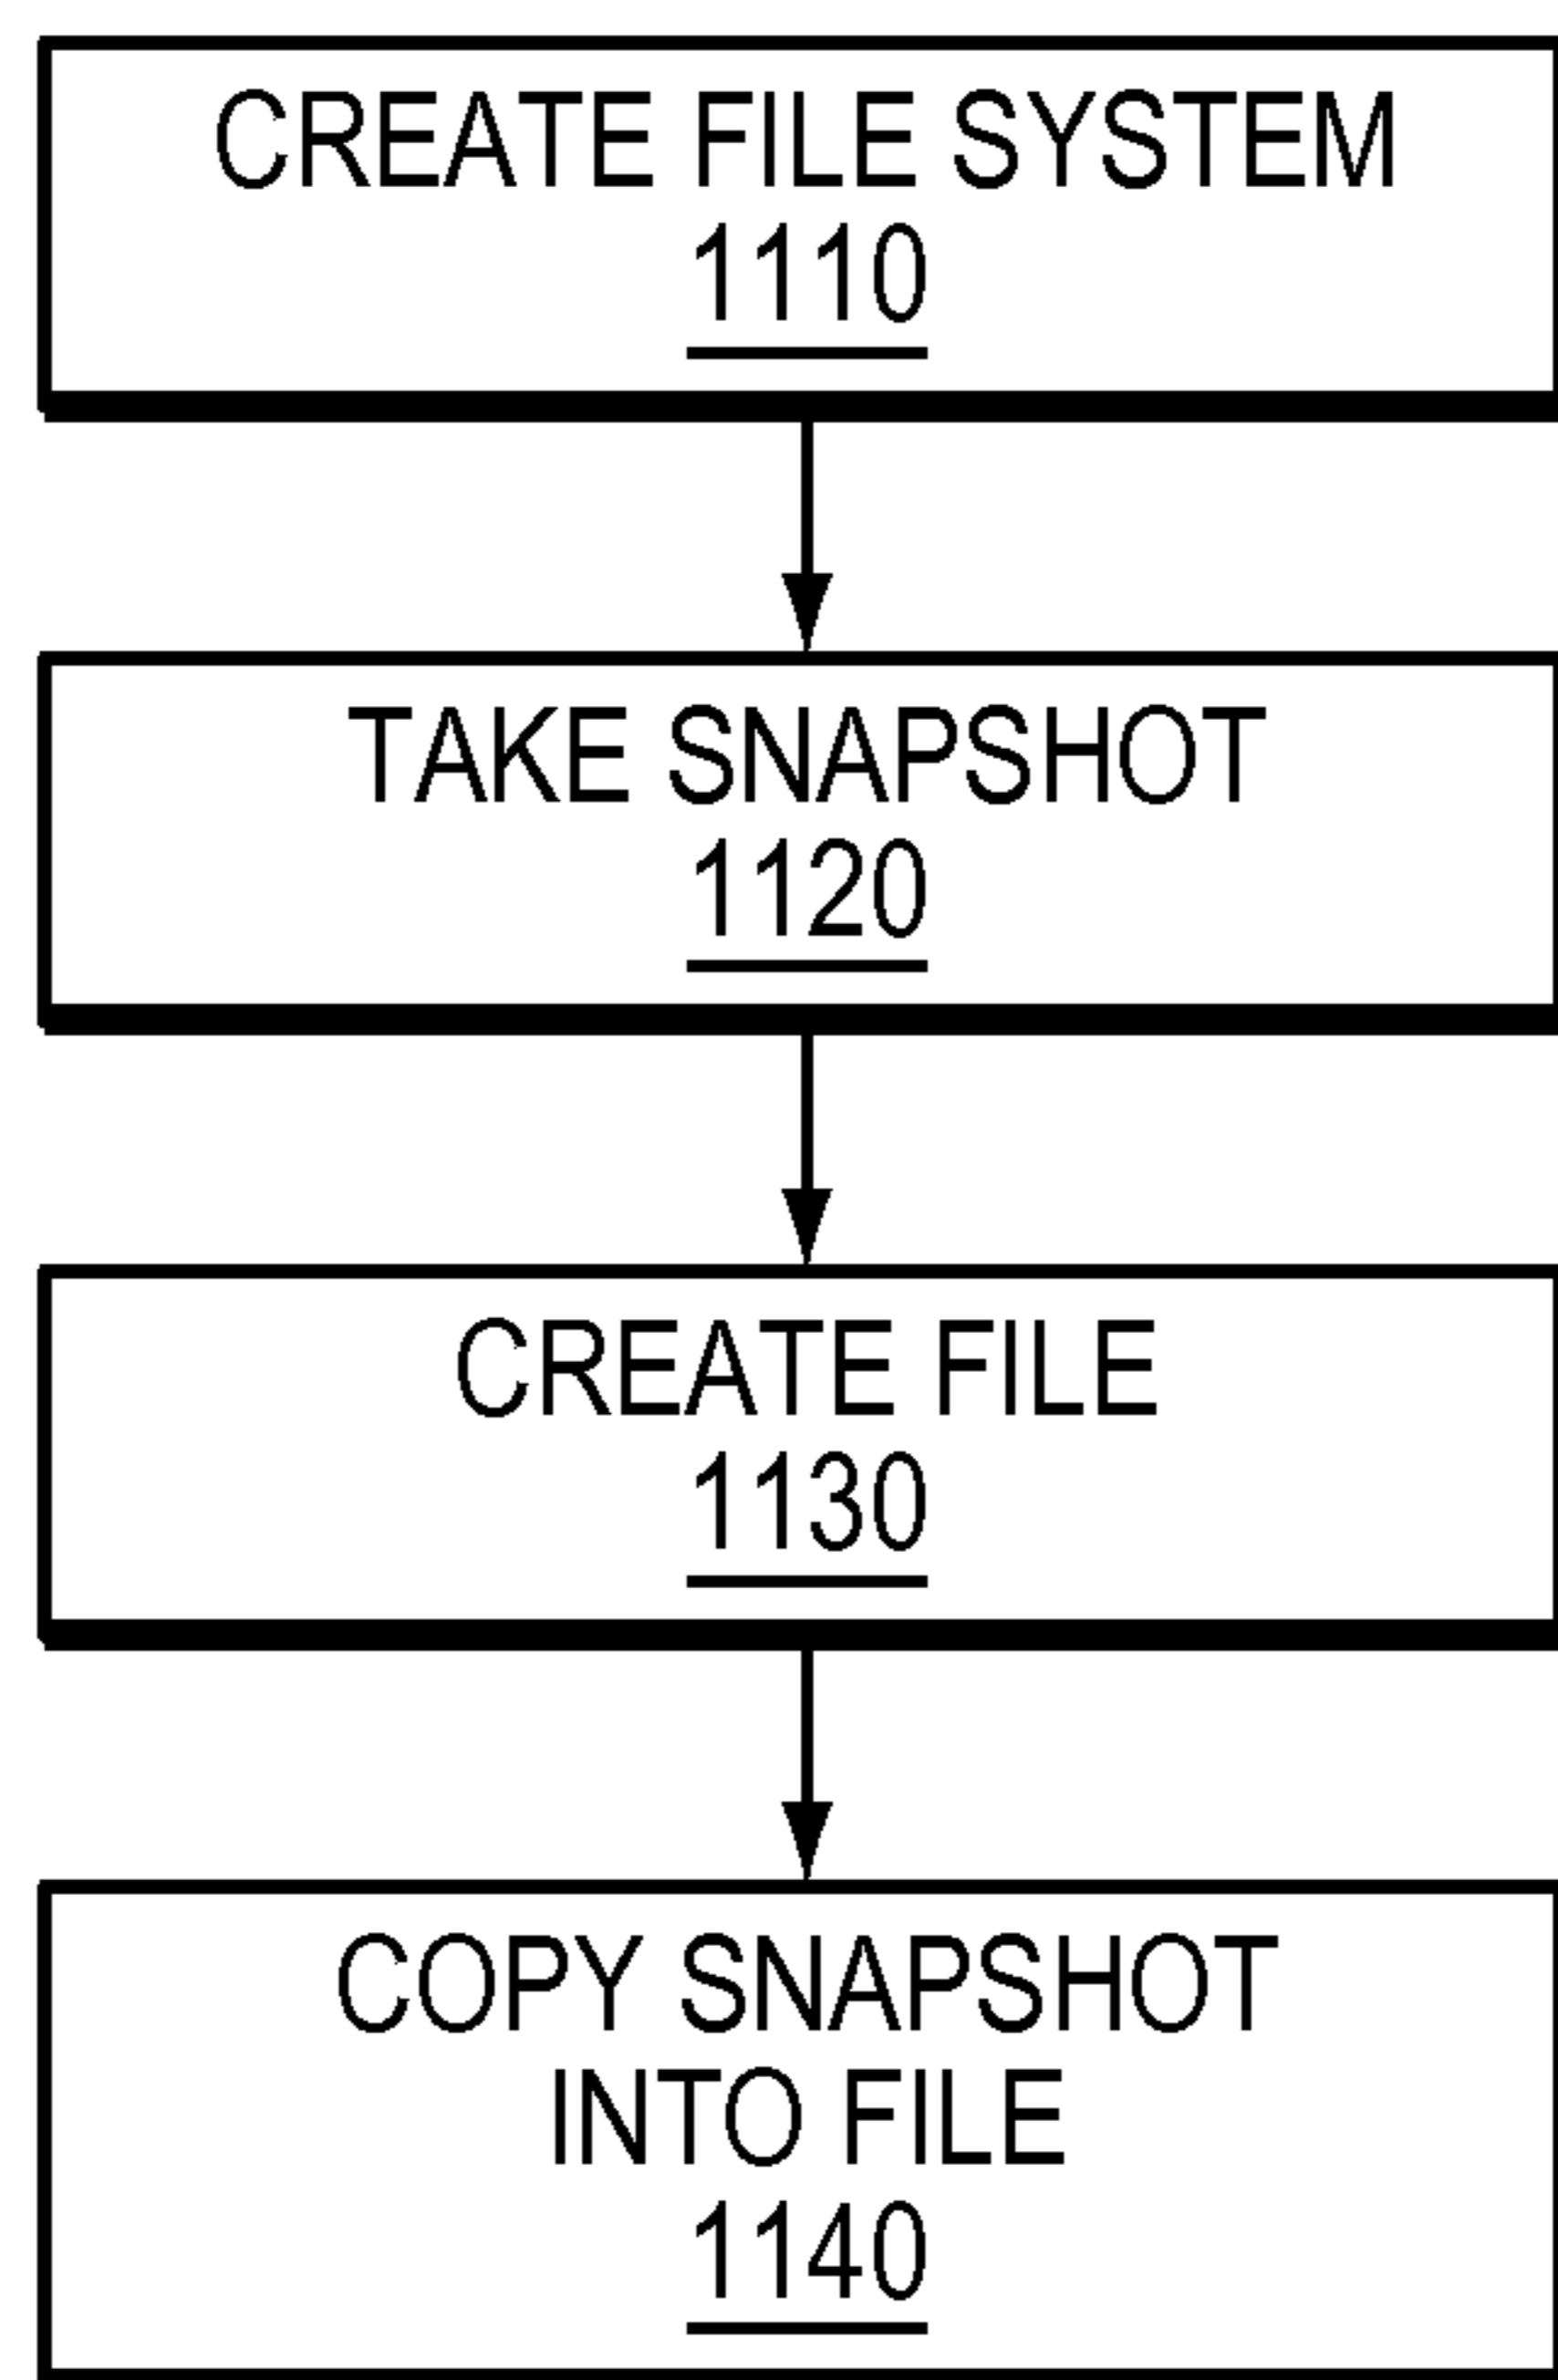 CREATE FILE SYSTEM
1110
TAKE SNAPSHOT
1120
CREATE FILE
1130
COPY SNAPSHOT
INTO FILE
1140